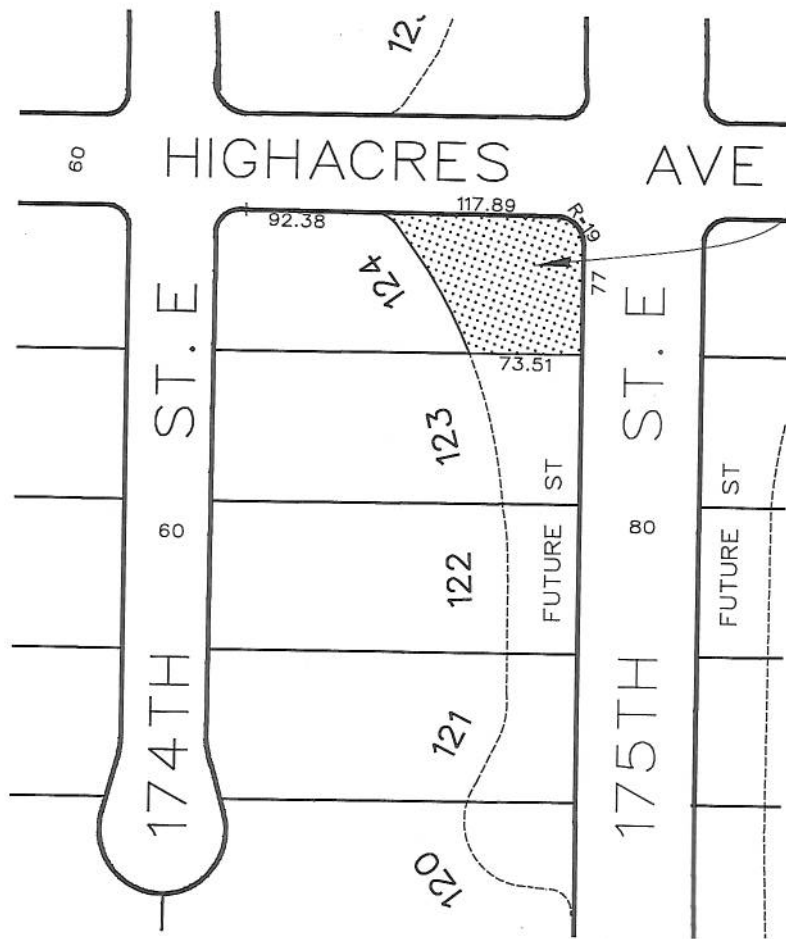 60
HIGHACRES AVE
92.38
117.89
R-19
77
124
73.51
174TH ST. E
60
123
122
121
120
FUTURE ST
175TH ST. E
80
FUTURE ST